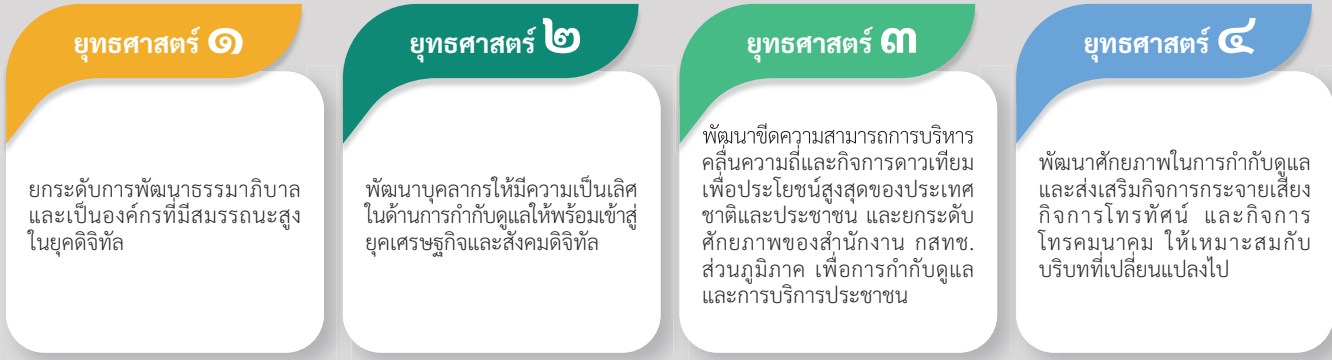 ยุทธศาสตร์ ๑
ยกระดับการพัฒนาธรรมาภิบาล
และเป็นองค์กรที่มีสมรรถนะสูง
ในยุคดิจิทัล
ยุทธศาสตร์ ๒
พัฒนาบุคลากรให้มีความเป็นเลิศ
ในด้านการกำกับดูแลให้พร้อมเข้าสู่
ยุคเศรษฐกิจและสังคมดิจิทัล
ยุทธศาสตร์ ๓
พัฒนาขีดความสามารถการบริหาร
คลื่นความถี่และกิจการดาวเทียม
เพื่อประโยชน์สูงสุดของประเทศ
ชาติและประชาชน และยกระดับ
ศักยภาพของสำนักงาน กสทช.
ส่วนภูมิภาค เพื่อการกำกับดูแล
และการบริการประชาชน
ยุทธศาสตร์ ๔
พัฒนาศักยภาพในการกำกับดูแล
และส่งเสริมกิจการกระจายเสียง
กิจการโทรทัศน์ และกิจการ
โทรคมนาคม ให้เหมาะสมกับ
บริบทที่เปลี่ยนแปลงไป